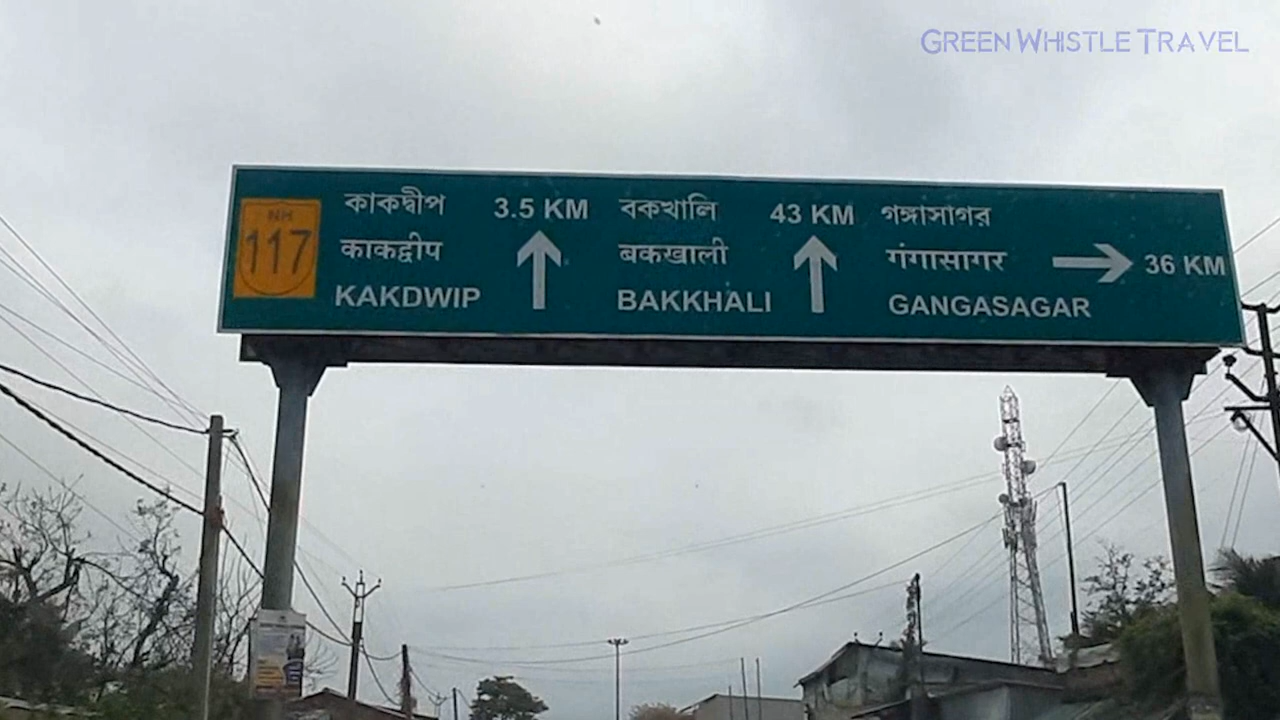 GREEN WHISTLE TRAVEL
NH
117
কাকদ্বীপ 3.5 KM
काकद्वीप
KAKDWIP
বকখালি 43 KM
बकखाली
BAKKHALI
গঙ্গাসাগর
गंगासागर 36 KM
GANGASAGAR